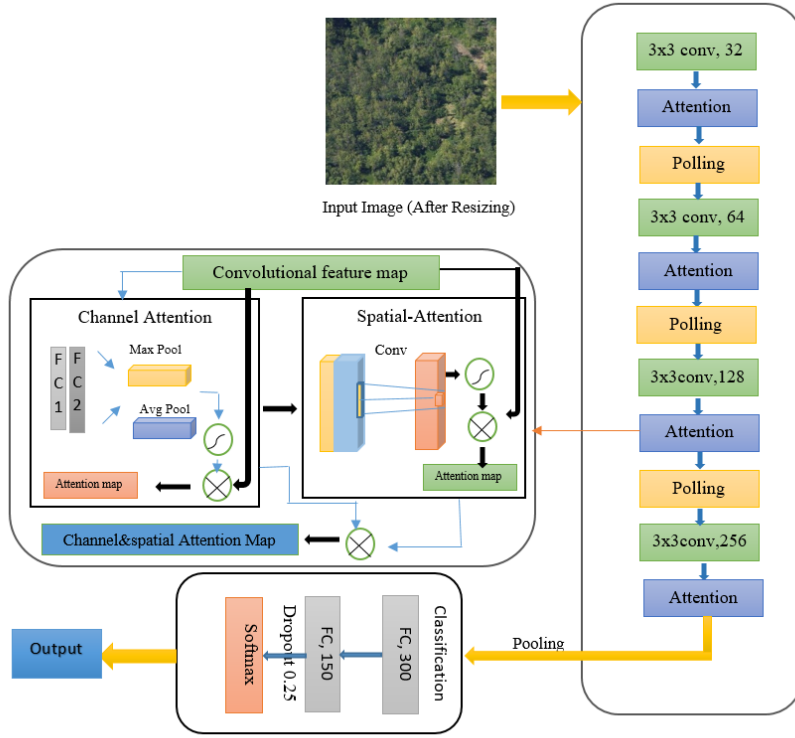 Input Image (After Resizing)
3x3 conv, 32
Attention
Polling
3x3 conv, 64
Attention
Polling
3x3conv,128
Attention
Polling
3x3conv,256
Attention
Convolutional feature map
Channel Attention
FC1
FC2
Max Pool
Avg Pool
Attention map
Spatial-Attention
Conv
Attention map
Channel&spatial Attention Map
Pooling
Classification
FC, 300
FC, 150
Dropout 0.25
Softmax
Output